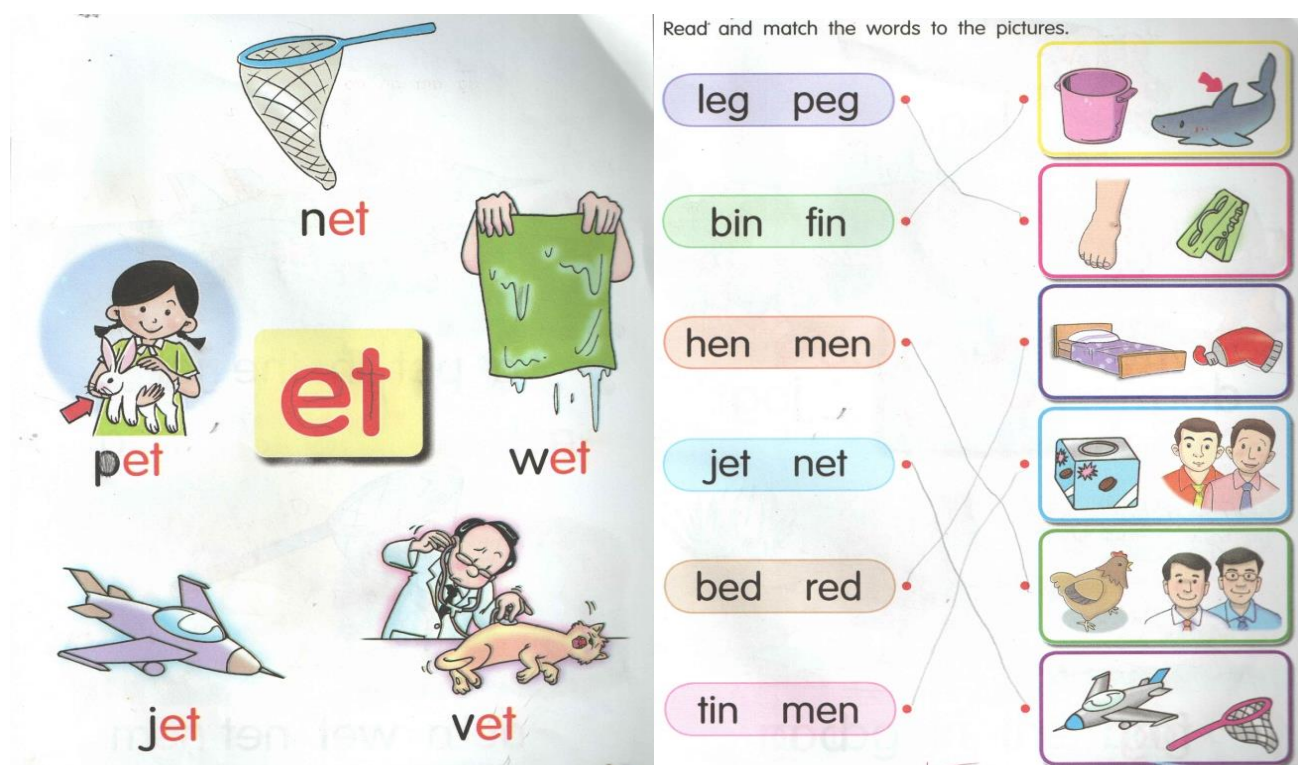 net
et
pet
wet
jet
vet
Read and match the words to the pictures.
leg peg
bin fin
hen men
jet net
bed red
tin men